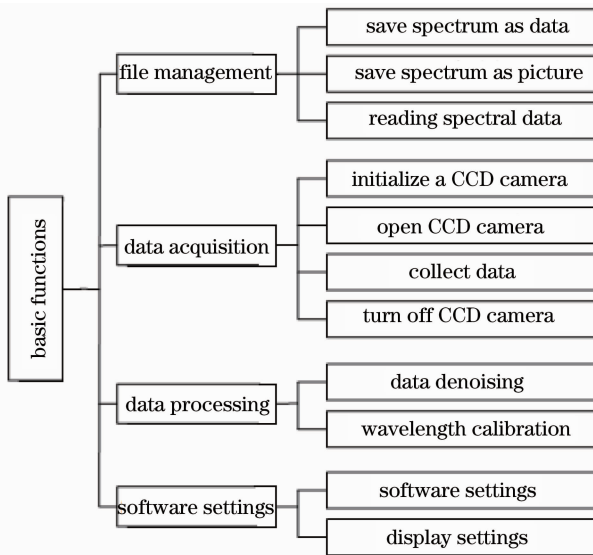 basic functions
file management
save spectrum as data
save spectrum as picture
reading spectral data
data acquisition
initialize a CCD camera
open CCD camera
collect data
turn off CCD camera
data processing
data denoising
wavelength calibration
software settings
software settings
display settings